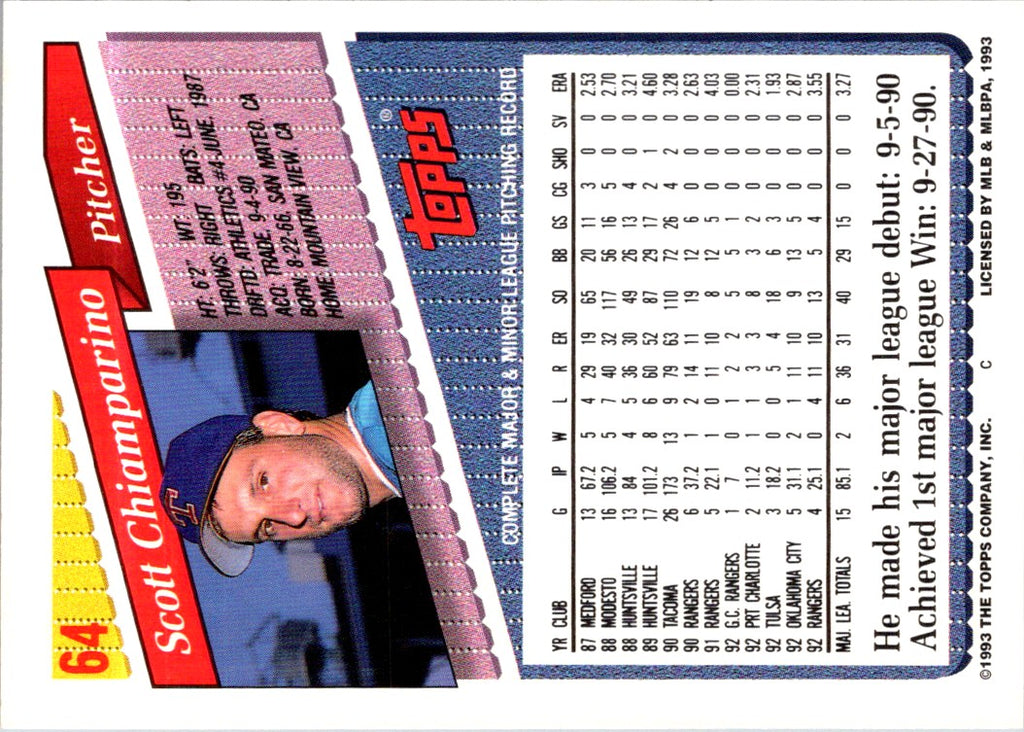 64
Scott Chiamparino
Pitcher
HT: 6'2" WT: 195
THROWS: RIGHT BATS: LEFT
DRFTD: ATHLETICS #4-JUNE, 1987
ACQ: TRADE, 9-4-90
BORN: 8-22-66, SAN MATEO, CA
HOME: MOUNTAIN VIEW, CA
T
TOPPS®
COMPLETE MAJOR & MINOR LEAGUE PITCHING RECORD
YR CLUB G IP W L R ER SO BB GS CG SHO SV ERA
87 MEDFORD 13 67.2 5 4 29 19 65 20 11 3 0 0 2.53
88 MODESTO 16 106.2 5 7 40 32 117 56 16 5 0 0 2.70
88 HUNTSVILLE 13 84 4 5 36 30 49 26 13 4 0 0 3.21
89 HUNTSVILLE 17 101.2 8 6 60 52 87 29 17 2 1 0 4.60
90 TACOMA 26 173 13 9 79 63 110 72 26 4 2 0 3.28
90 RANGERS 6 37.2 1 2 14 11 19 12 6 0 0 0 2.63
91 RANGERS 5 22.1 1 0 11 10 8 12 5 0 0 0 4.03
92 G.C. RANGERS 1 7 0 1 2 2 5 5 1 0 0 0 0.00
92 PRT CHARLOTTE 2 11.2 1 1 3 3 8 3 2 0 0 0 2.31
92 TULSA 3 18.2 0 0 5 4 18 6 3 0 0 0 1.93
92 OKLAHOMA CITY 5 31.1 2 1 11 10 9 13 5 0 0 0 2.87
92 RANGERS 4 25.1 0 4 11 10 13 5 4 0 0 0 3.55
MAJ. LEA. TOTALS 15 85.1 2 6 36 31 40 29 15 0 0 0 3.27
He made his major league debut: 9-5-90
Achieved 1st major league Win: 9-27-90.
©1993 THE TOPPS COMPANY, INC. C LICENSED BY MLB & MLBPA, 1993